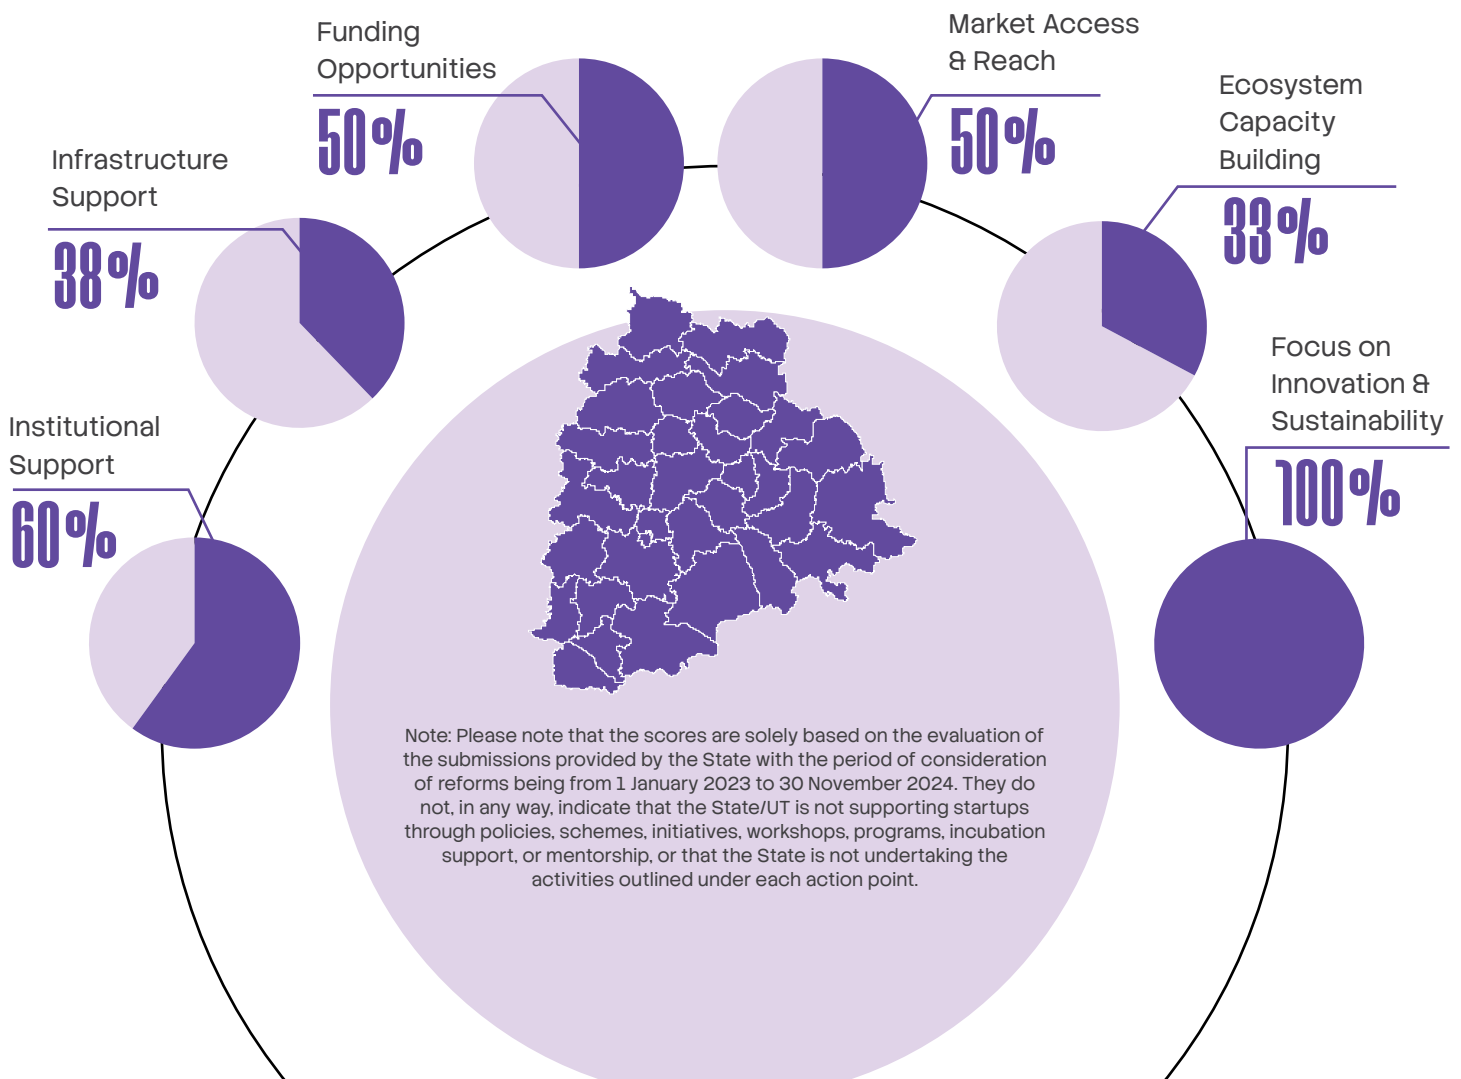 Institutional
Support
60%
Infrastructure
Support
38%
Funding
Opportunities
50%
Market Access
& Reach
50%
Ecosystem
Capacity
Building
33%
Focus on
Innovation &
Sustainability
100%
Note: Please note that the scores are solely based on the evaluation of
the submissions provided by the State with the period of consideration
of reforms being from 1 January 2023 to 30 November 2024. They do
not, in any way, indicate that the State/UT is not supporting startups
through policies, schemes, initiatives, workshops, programs, incubation
support, or mentorship, or that the State is not undertaking the
activities outlined under each action point.